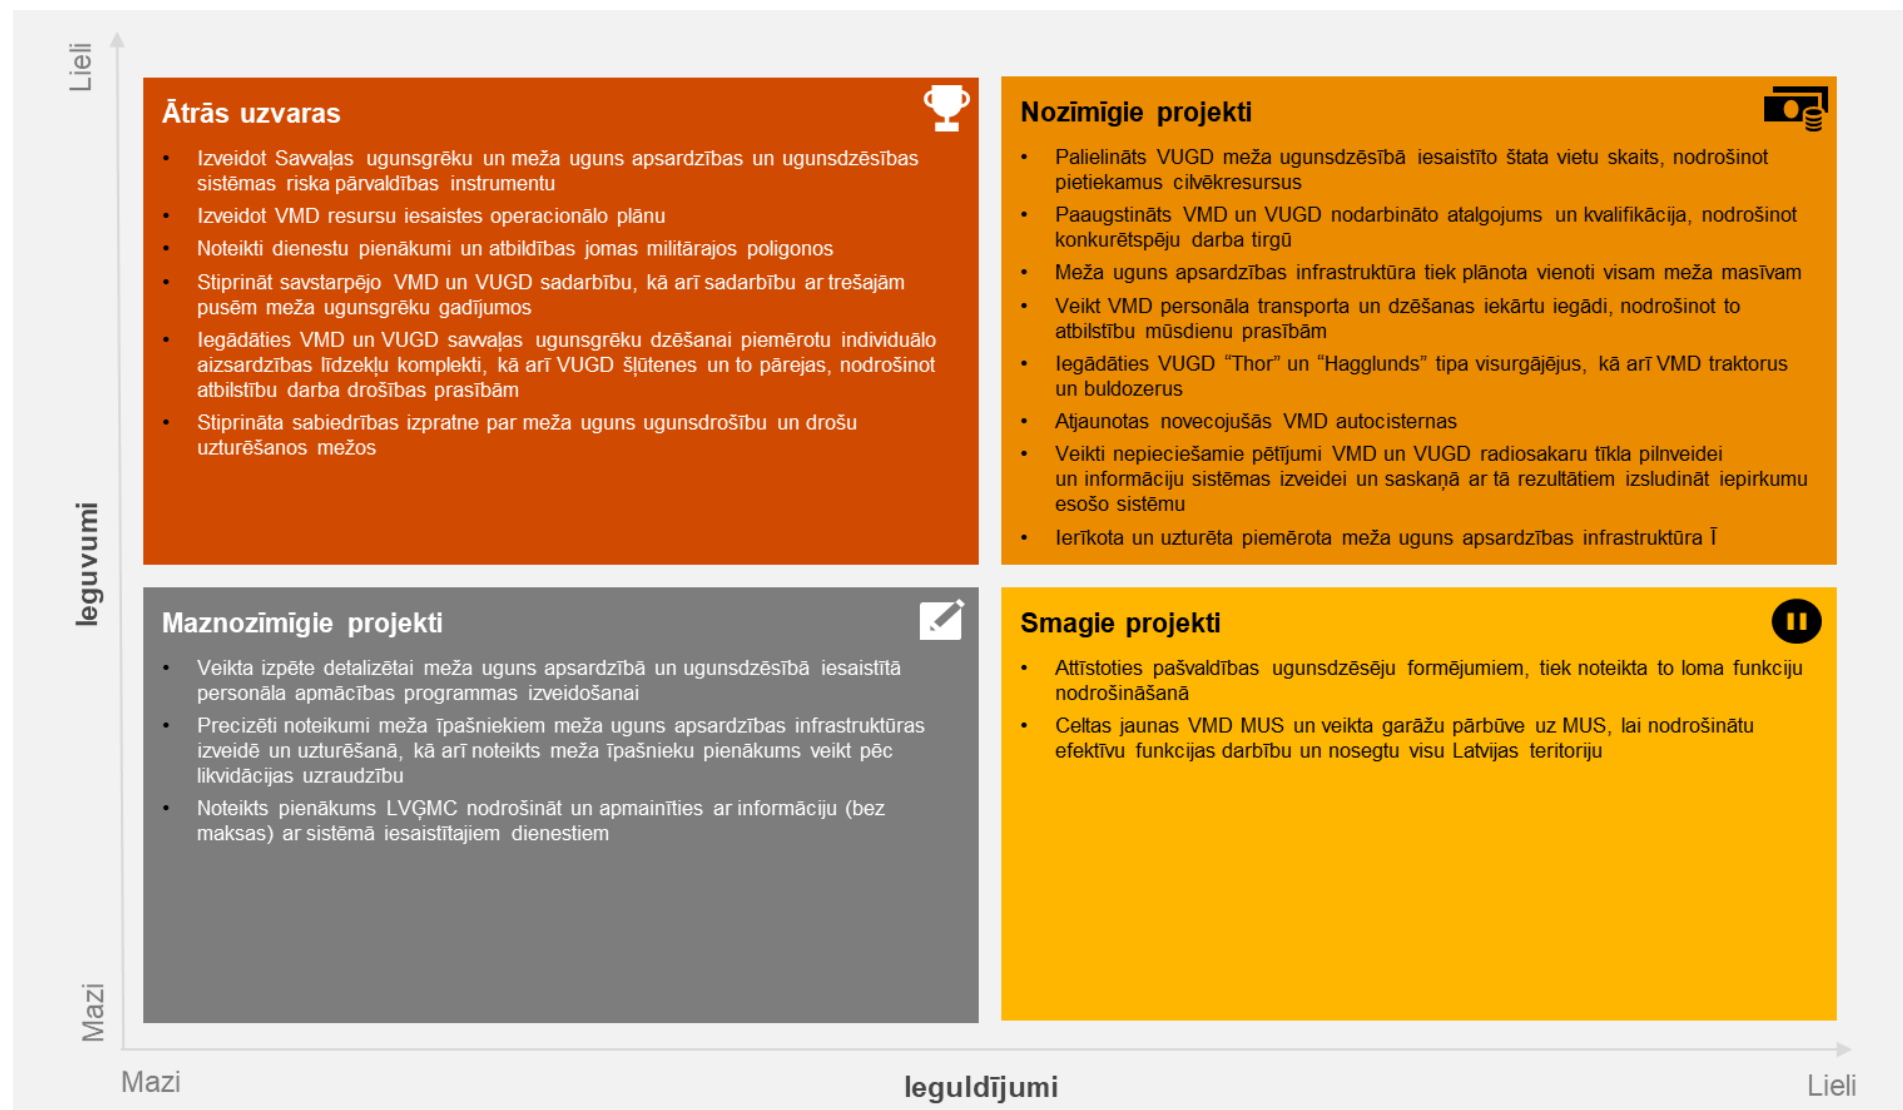 Lieli
Ātrās uzvaras
• Izveidot Savvaļas ugunsgrēku un meža uguns apsardzības un ugunsdzēsības
sistēmas riska pārvaldības instrumentu
• Izveidot VMD resursu iesaistes operacionālo plānu
• Noteikti dienestu pienākumi un atbildības jomas militārajos poligonos
• Stiprināt savstarpējo VMD un VUGD sadarbību, kā arī sadarbību ar trešajām
pusēm meža ugunsgrēku gadījumos
• Iegādāties VMD un VUGD savvaļas ugunsgrēku dzēšanai piemērotu individuālo
aizsardzības līdzekļu komplekti, kā arī VUGD šļūtenes un to pārejas, nodrošinot
atbilstību darba drošības prasībām
• Stiprināta sabiedrības izpratne par meža uguns ugunsdrošību un drošu
uzturēšanos mežos
Nozīmīgie projekti
• Palielināts VUGD meža ugunsdzēsībā iesaistīto štata vietu skaits, nodrošinot
pietiekamus cilvēkresursus
• Paaugstināts VMD un VUGD nodarbināto atalgojums un kvalifikācija, nodrošinot
konkurētspēju darba tirgū
• Meža uguns apsardzības infrastruktūra tiek plānota vienoti visam meža masīvam
• Veikt VMD personāla transporta un dzēšanas iekārtu iegādi, nodrošinot to
atbilstību mūsdienu prasībām
• Iegādāties VUGD “Thor” un “Hagglunds” tipa visurgājējus, kā arī VMD traktorus
un buldozerus
• Atjaunotas novecojušās VMD autocisternas
• Veikti nepieciešamie pētījumi VMD un VUGD radiosakaru tīkla pilnveidei
un informāciju sistēmas izveidei un saskaņā ar tā rezultātiem izsludināt iepirkumu
esošo sistēmu
• Ierīkota un uzturēta piemērota meža uguns apsardzības infrastruktūra Ī
Ieguvumi
Maznozīmīgie projekti
• Veikta izpēte detalizētai meža uguns apsardzībā un ugunsdzēsībā iesaistītā
personāla apmācības programmas izveidošanai
• Precizēti noteikumi meža īpašniekiem meža uguns apsardzības infrastruktūras
izveidē un uzturēšanā, kā arī noteikts meža īpašnieku pienākums veikt pēc
likvidācijas uzraudzību
• Noteikts pienākums LVĢMC nodrošināt un apmainīties ar informāciju (bez
maksas) ar sistēmā iesaistītajiem dienestiem
Smagie projekti
• Attīstoties pašvaldības ugunsdzēsēju formējumiem, tiek noteikta to loma funkciju
nodrošināšanā
• Celtas jaunas VMD MUS un veikta garāžu pārbūve uz MUS, lai nodrošinātu
efektīvu funkcijas darbību un nosegtu visu Latvijas teritoriju
Mazi
Mazi
Ieguldījumi
Lieli